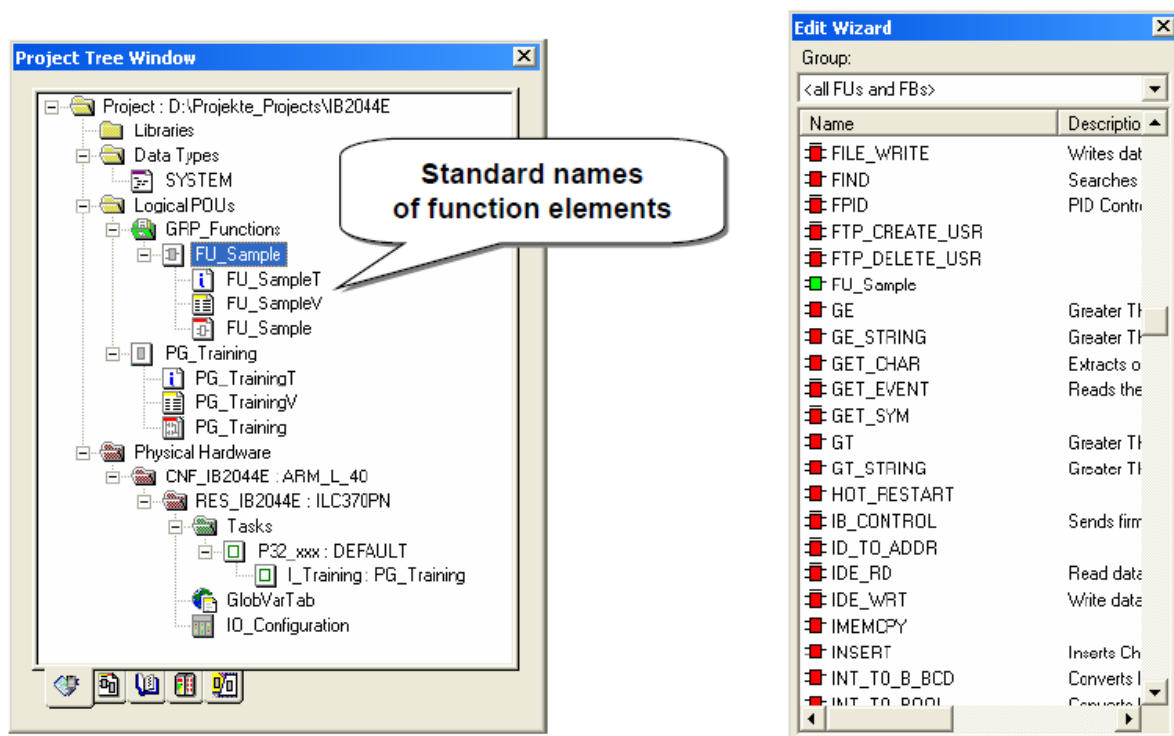 Project Tree Window
Project : D:\Projekte_Projects\IB2044E
Libraries
Data Types
SYSTEM
Logical POUs
GRP_Functions
FU_Sample
FU_SampleT
FU_SampleV
FU_Sample
PG_Training
PG_TrainingT
PG_TrainingV
PG_Training
Physical Hardware
CNF_IB2044E : ARM_L_40
RES_IB2044E : ILC370PN
Tasks
P32_xxx : DEFAULT
I_Training : PG_Training
GlobVarTab
IO_Configuration
Standard names
of function elements
Edit Wizard
Group:
<all FUs and FBs>
Name Descriptio
FILE_WRITE Writes dat
FIND Searches
FPID PID Contr
FTP_CREATE_USR
FTP_DELETE_USR
FU_Sample
GE Greater Th
GE_STRING Greater Th
GET_CHAR Extracts o
GET_EVENT Reads the
GET_SYM
GT Greater Th
GT_STRING Greater Th
HOT_RESTART
IB_CONTROL Sends firm
ID_TO_ADDR
IDE_RD Read data
IDE_WRT Write data
IMEMCPY
INSERT Inserts Ch
INT_TO_B_BCD Converts I
INT_TO_BOOL Converts I